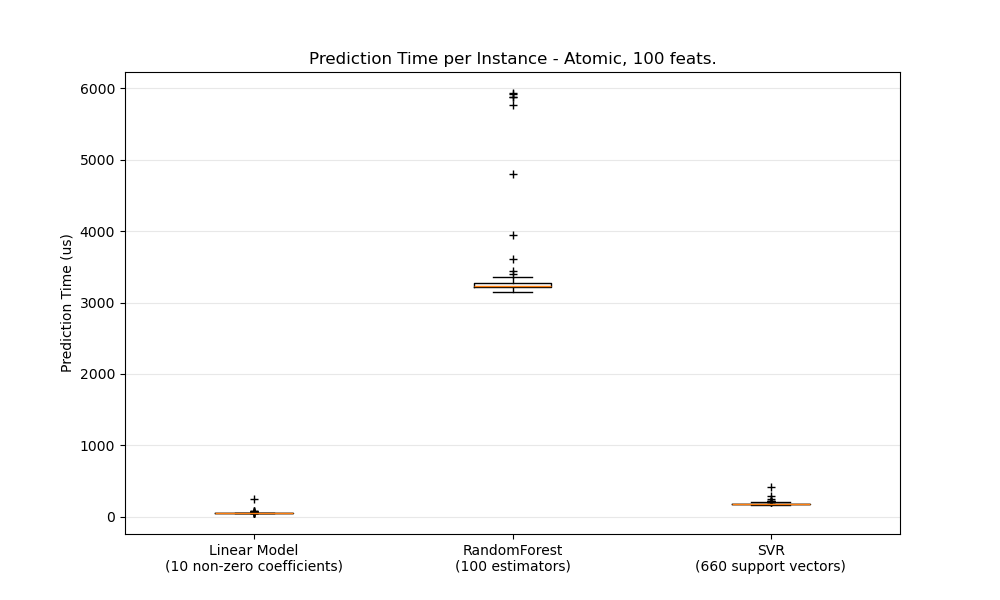 Prediction Time per Instance - Atomic, 100 feats.
Prediction Time (us)
6000
5000
4000
3000
2000
1000
0
Linear Model
(10 non-zero coefficients)
RandomForest
(100 estimators)
SVR
(660 support vectors)